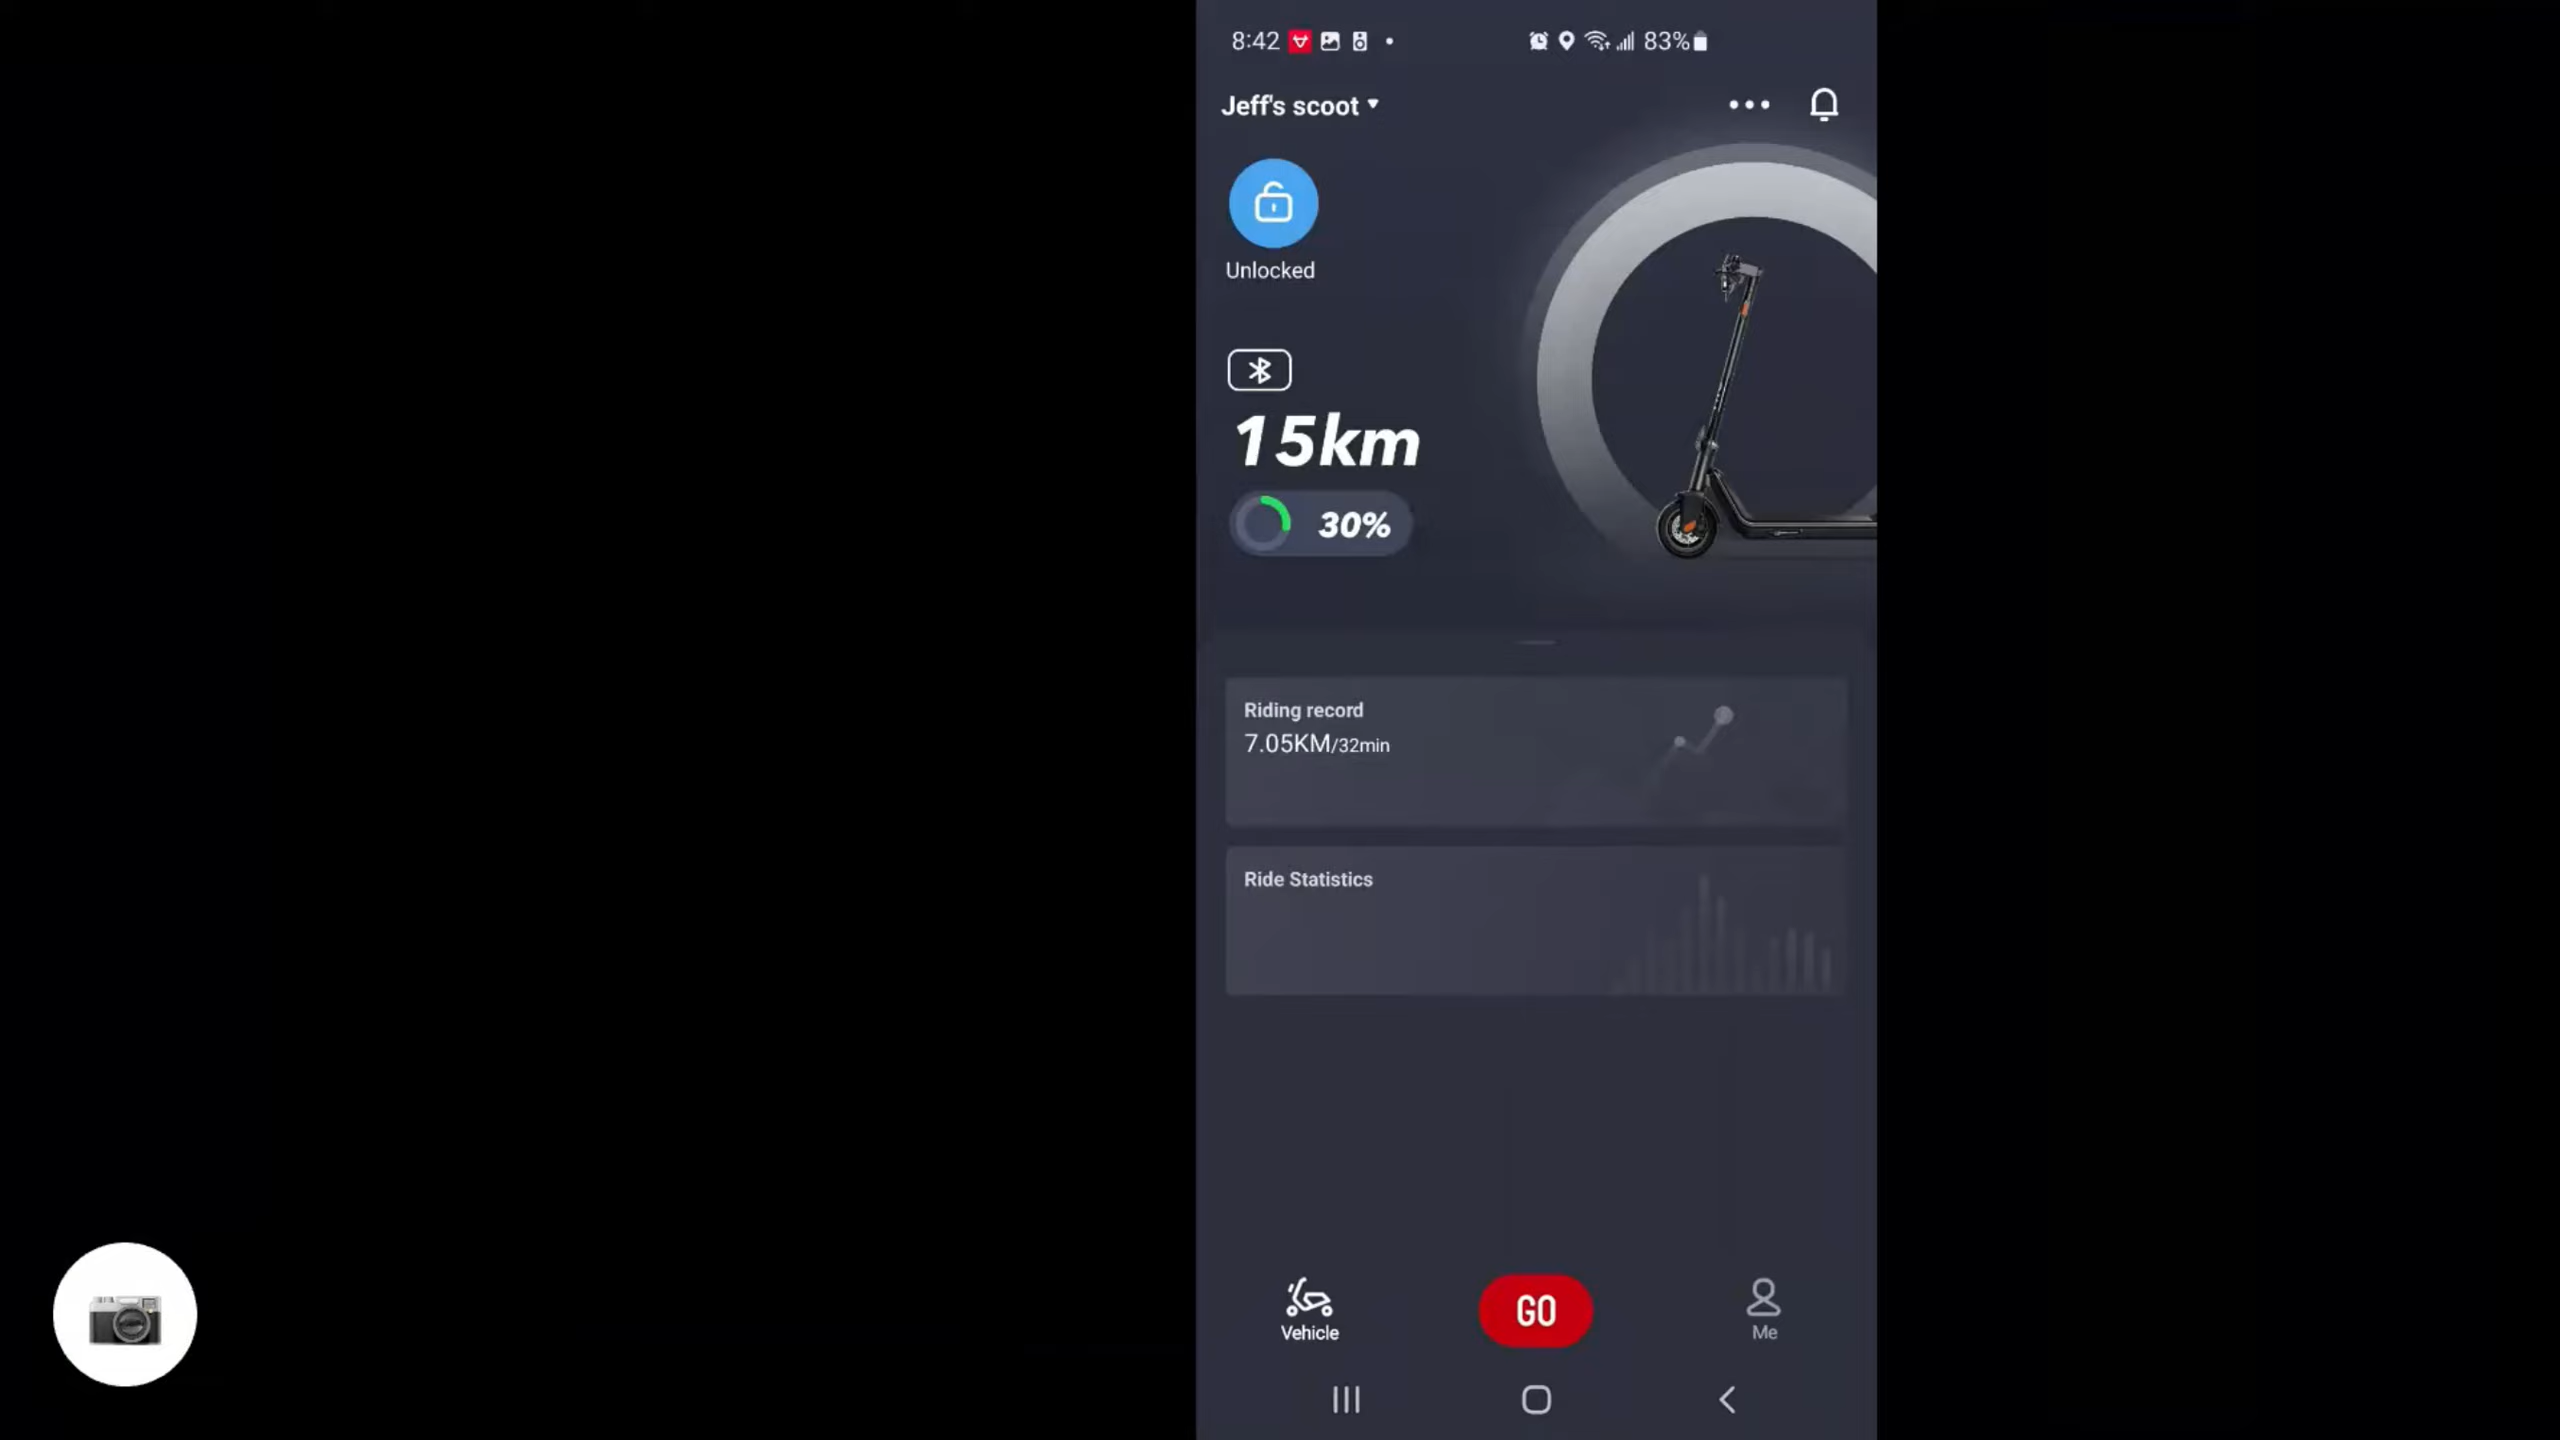 8:42
83%
Jeff's scoot
Unlocked
15km
30%
Riding record
7.05KM/32min
Ride Statistics
Vehicle
GO
Me